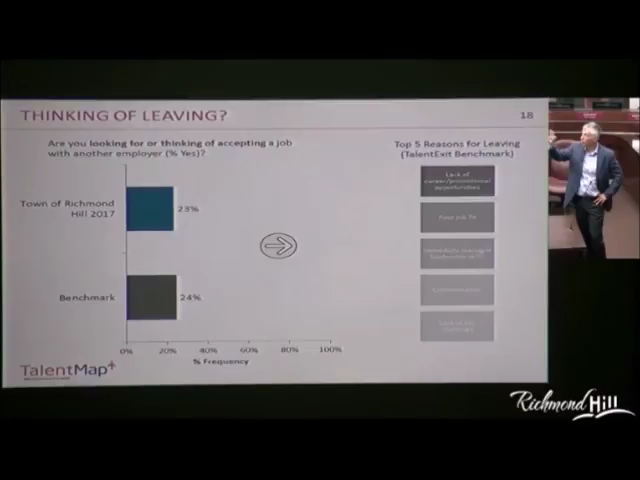 THINKING OF LEAVING?
18
Are you looking for or thinking of accepting a job
with another employer (% Yes)?
Top 5 Reasons for Leaving
(TalentExit Benchmark)
Town of Richmond
Hill 2017
23%
Benchmark
24%
0% 20% 40% 60% 80% 100%
% Frequency
Lack of
career/promotional
opportunities
Poor job fit
TalentMap+
Richmond Hill